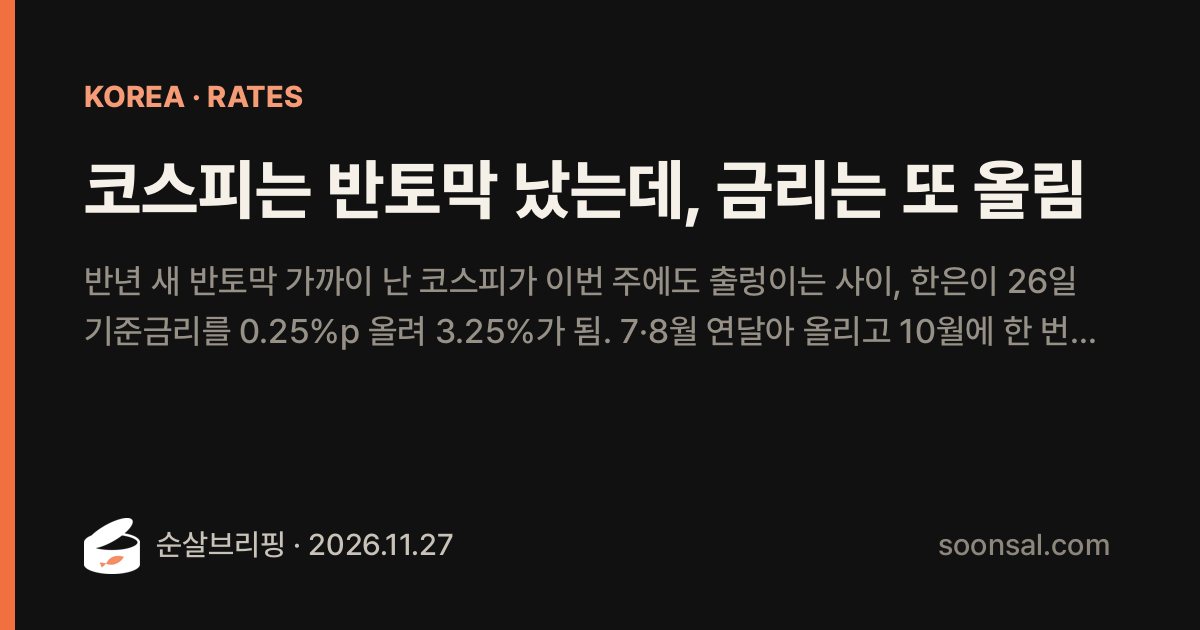 KOREA · RATES
코스피는 반토막 났는데, 금리는 또 올림
반년 새 반토막 가까이 난 코스피가 이번 주에도 출렁이는 사이, 한은이 26일
기준금리를 0.25%p 올려 3.25%가 됨. 7·8월 연달아 올리고 10월에 한 번...
순살브리핑 · 2026.11.27
soonsal.com